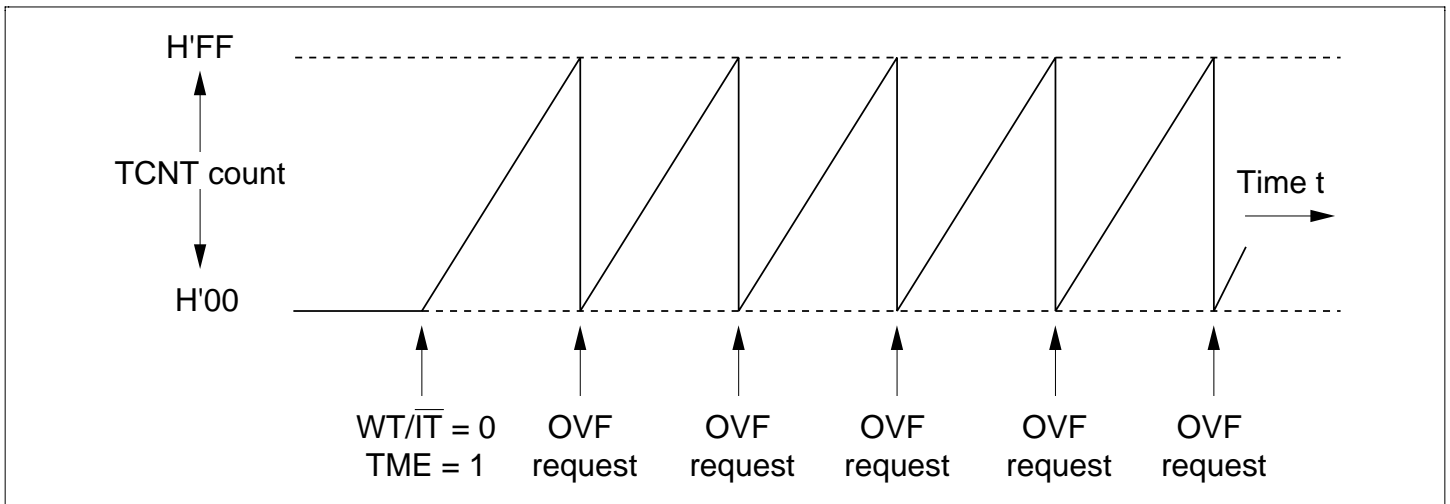 H'FF
TCNT count
H'00
Time t
WT/I̅T̅ = 0
TME = 1
OVF
request
OVF
request
OVF
request
OVF
request
OVF
request